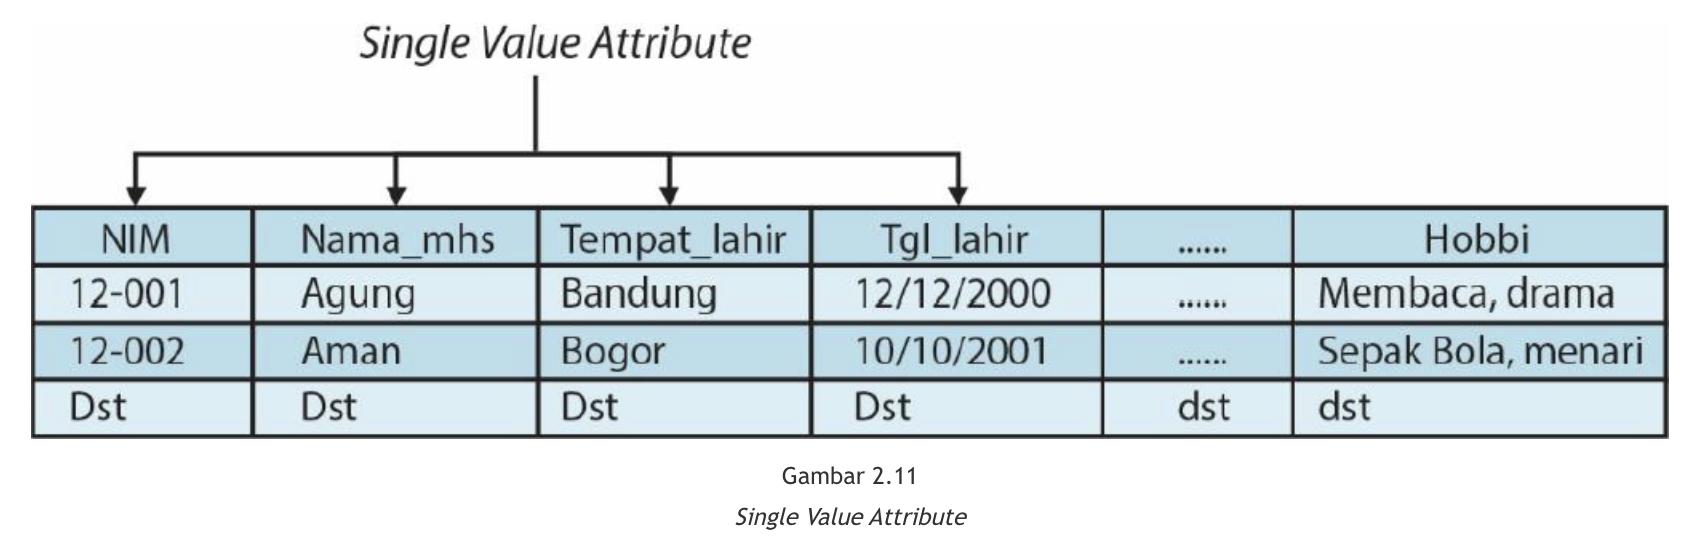 Single Value Attribute
NIM Nama_mhs Tempat_lahir Tgl_lahir ...... Hobbi
12-001 Agung Bandung 12/12/2000 ...... Membaca, drama
12-002 Aman Bogor 10/10/2001 ...... Sepak Bola, menari
Dst Dst Dst Dst dst dst
Gambar 2.11
Single Value Attribute